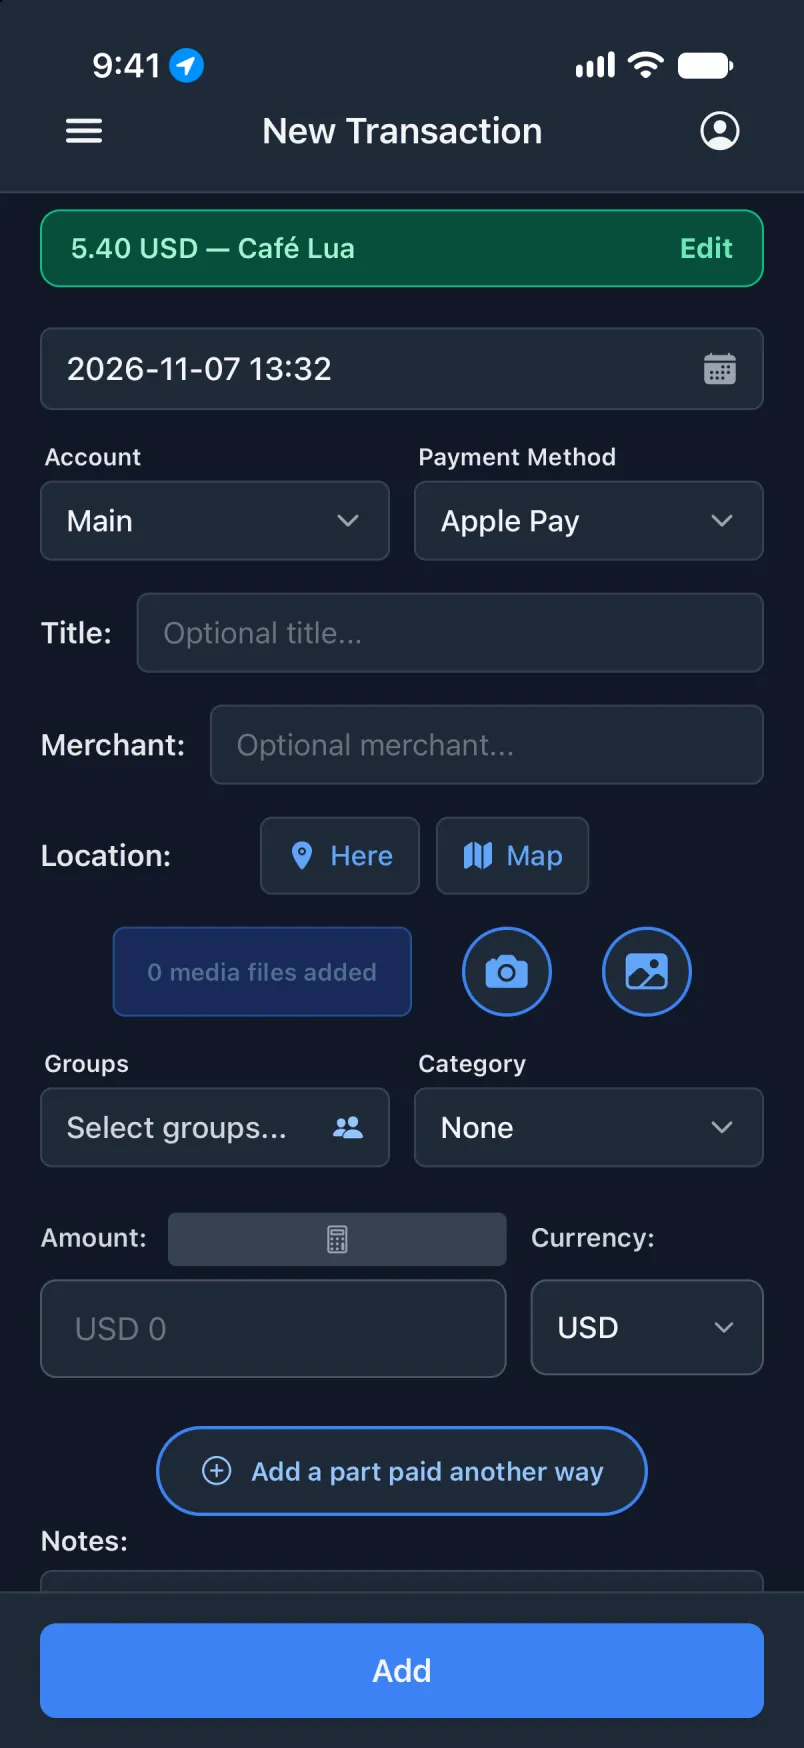 9:41
New Transaction
5.40 USD — Café Lua
Edit
2026-11-07 13:32
Account
Payment Method
Main
Apple Pay
Title:
Optional title...
Merchant:
Optional merchant...
Location:
Here
Map
0 media files added
Groups
Category
Select groups...
None
Amount:
Currency:
USD 0
USD
Add a part paid another way
Notes:
Add